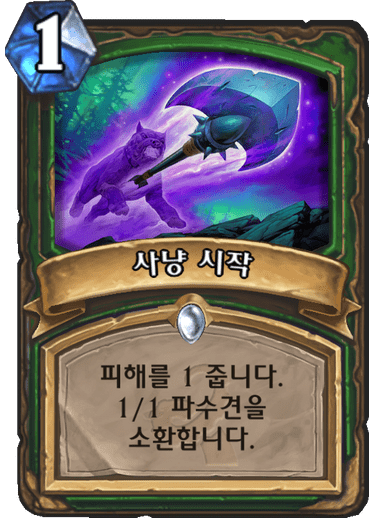 1
사냥 시작
피해를 1 줍니다.
1/1 파수견을
소환합니다.